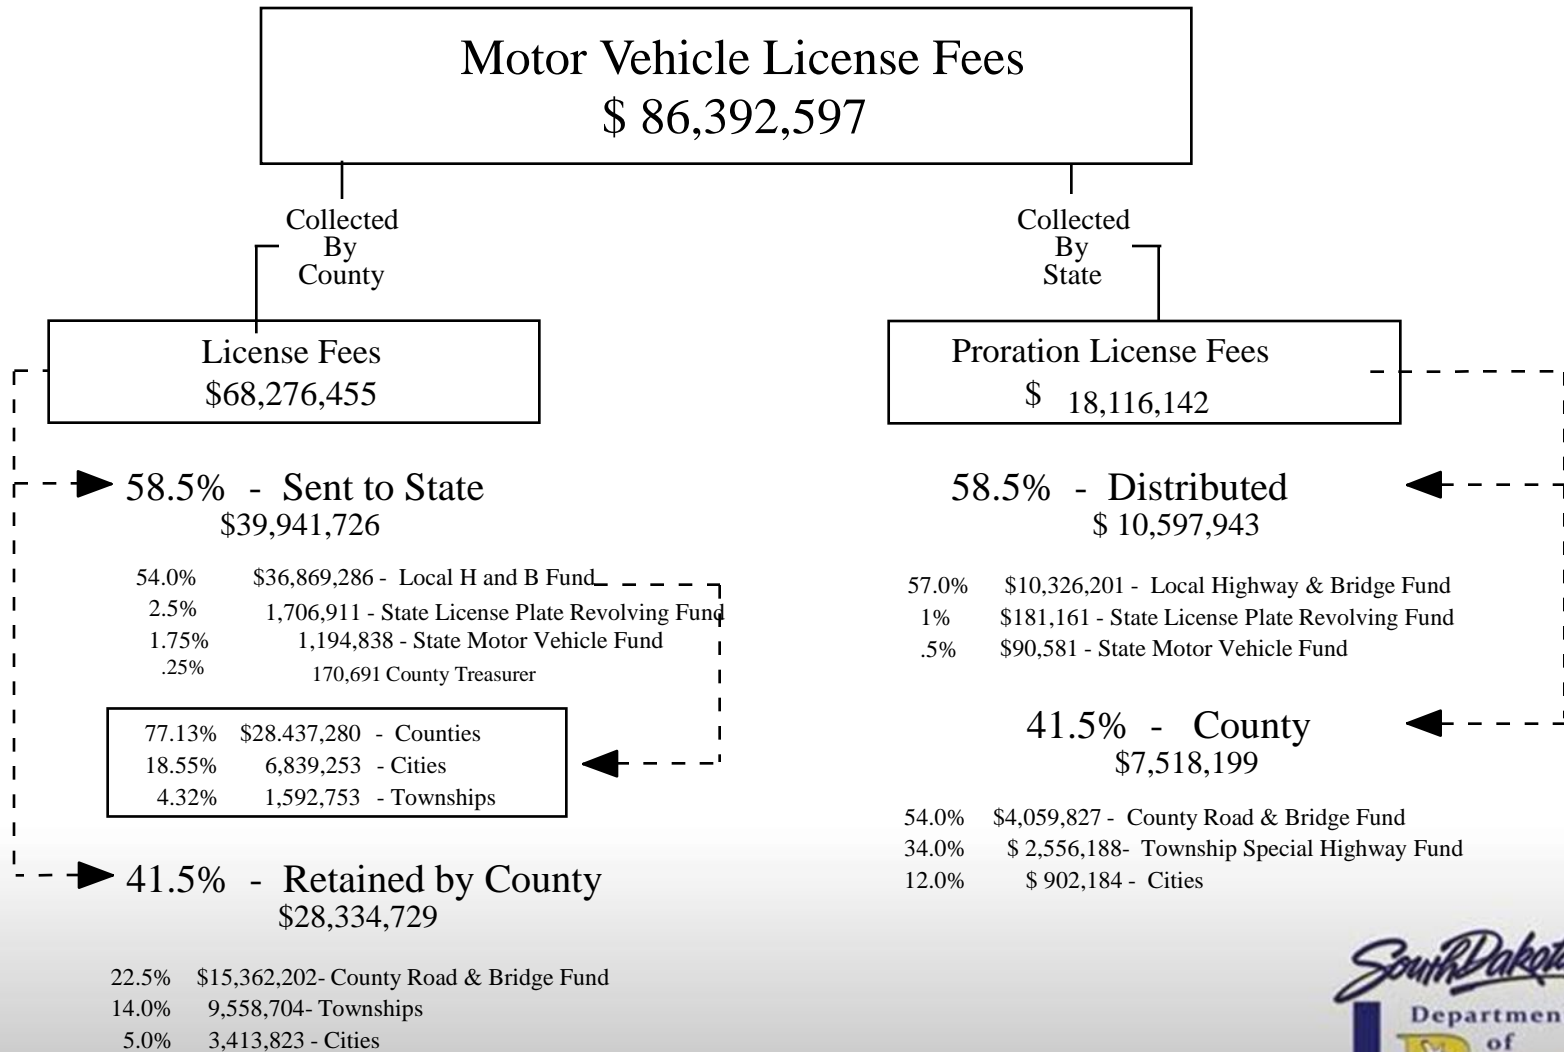 Motor Vehicle License Fees
$ 86,392,597
Collected
By
County
License Fees
$68,276,455
58.5% - Sent to State
$39,941,726
54.0% $36,869,286 - Local H and B Fund
2.5% 1,706,911 - State License Plate Revolving Fund
1.75% 1,194,838 - State Motor Vehicle Fund
.25% 170,691 County Treasurer
77.13% $28.437,280 - Counties
18.55% 6,839,253 - Cities
4.32% 1,592,753 - Townships
41.5% - Retained by County
$28,334,729
22.5% $15,362,202- County Road & Bridge Fund
14.0% 9,558,704- Townships
5.0% 3,413,823 - Cities
Collected
By
State
Proration License Fees
$ 18,116,142
58.5% - Distributed
$ 10,597,943
57.0% $10,326,201 - Local Highway & Bridge Fund
1% $181,161 - State License Plate Revolving Fund
.5% $90,581 - State Motor Vehicle Fund
41.5% - County
$7,518,199
54.0% $4,059,827 - County Road & Bridge Fund
34.0% $ 2,556,188- Township Special Highway Fund
12.0% $ 902,184 - Cities
South Dakota
Departmen
of